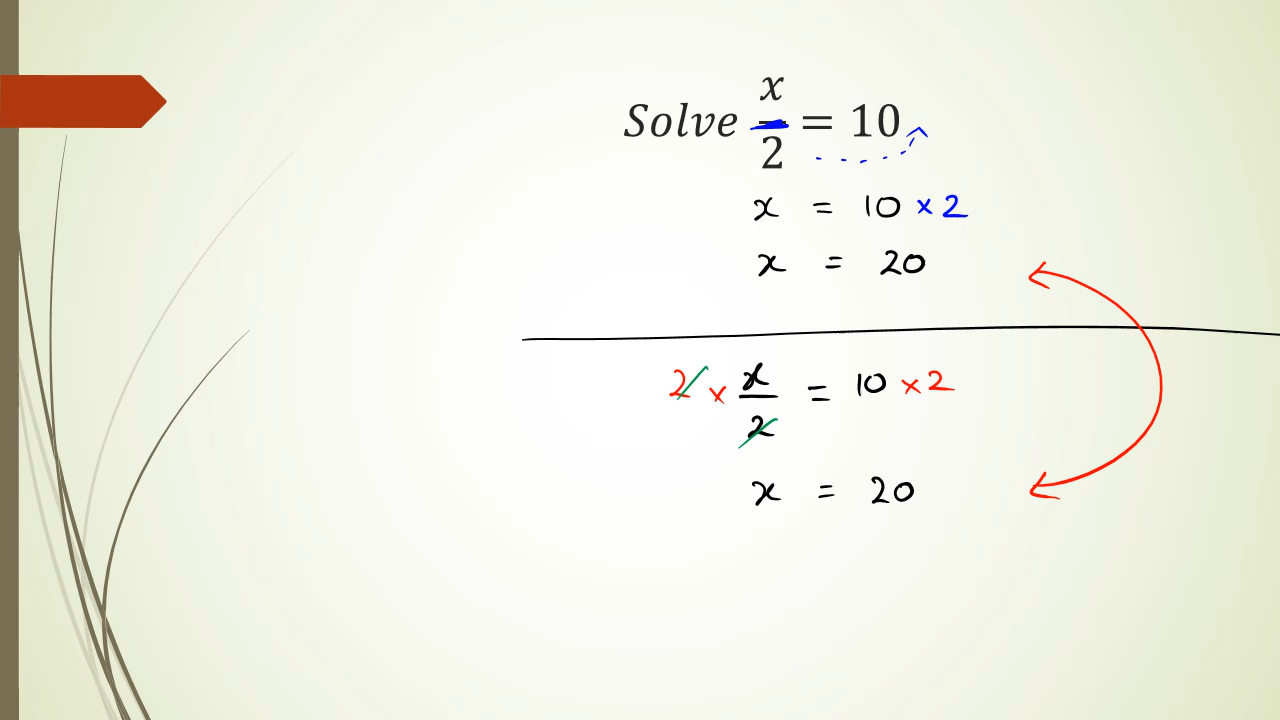 Solve x/2 = 10
x = 10 × 2
x = 20
2 × x/2 = 10 × 2
x = 20